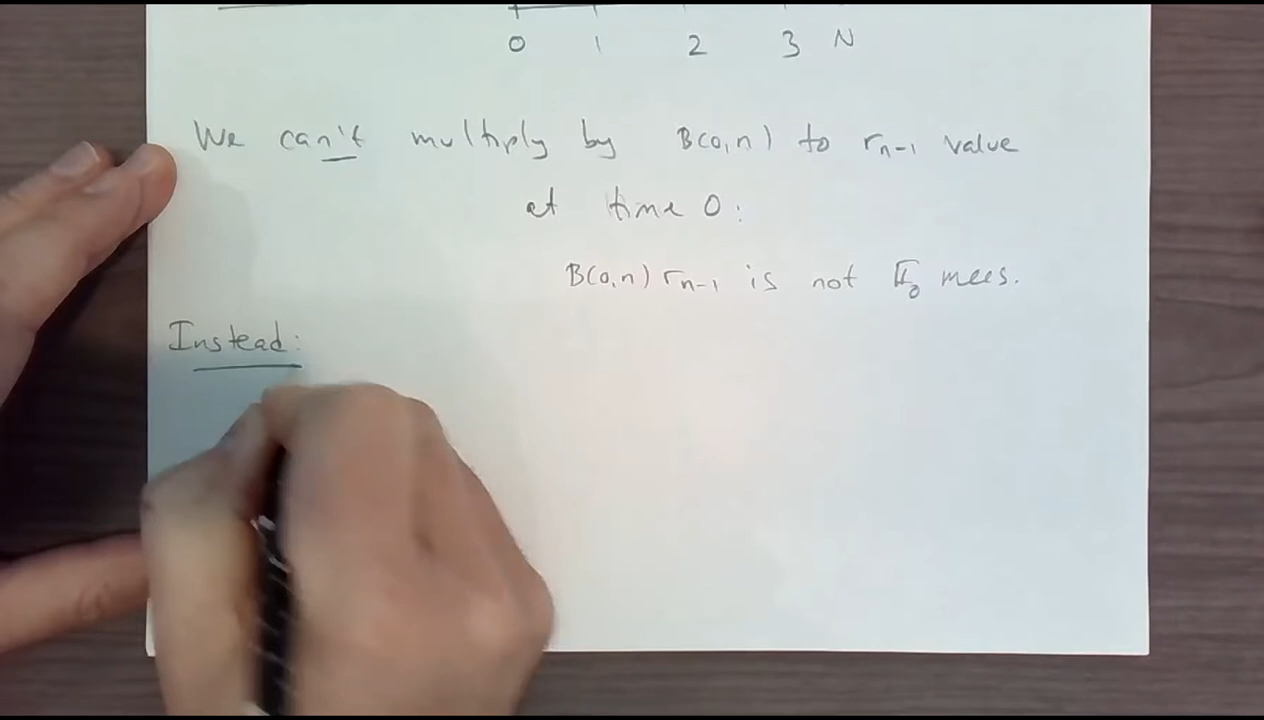 0 1 2 3 N
We can't multiply by B(0,n) to rₙ₋₁ value
at time 0:
B(0,n) rₙ₋₁ is not 𝔽₀ meas.
Instead: